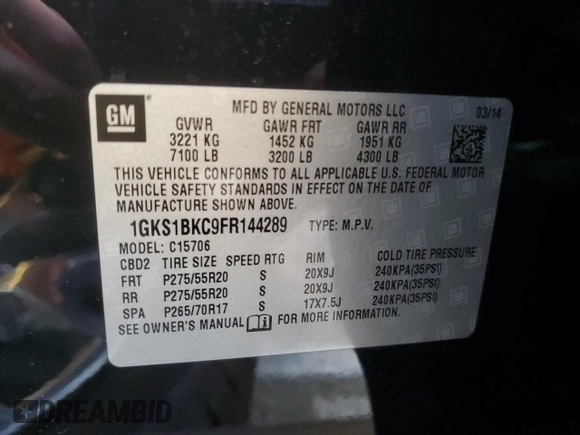 GM
MFD BY GENERAL MOTORS LLC 03/14
GVWR GAWR FRT GAWR RR
3221 KG 1452 KG 1951 KG
7100 LB 3200 LB 4300 LB
THIS VEHICLE CONFORMS TO ALL APPLICABLE U.S. FEDERAL MOTOR
VEHICLE SAFETY STANDARDS IN EFFECT ON THE DATE OF
MANUFACTURE SHOWN ABOVE.
1GKS1BKC9FR144289 TYPE: M.P.V.
MODEL: C15706
CBD2 TIRE SIZE SPEED RTG RIM COLD TIRE PRESSURE
FRT P275/55R20 S 20X9J 240KPA(35PSI)
RR P275/55R20 S 20X9J 240KPA(35PSI)
SPA P265/70R17 S 17X7.5J 240KPA(35PSI)
SEE OWNER'S MANUAL FOR MORE INFORMATION.
DREAMBID